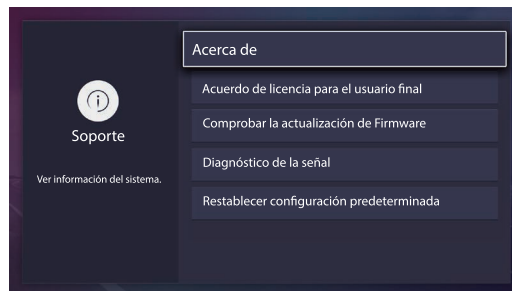 Soporte
Ver información del sistema.
Acerca de
Acuerdo de licencia para el usuario final
Comprobar la actualización de Firmware
Diagnóstico de la señal
Restablecer configuración predeterminada